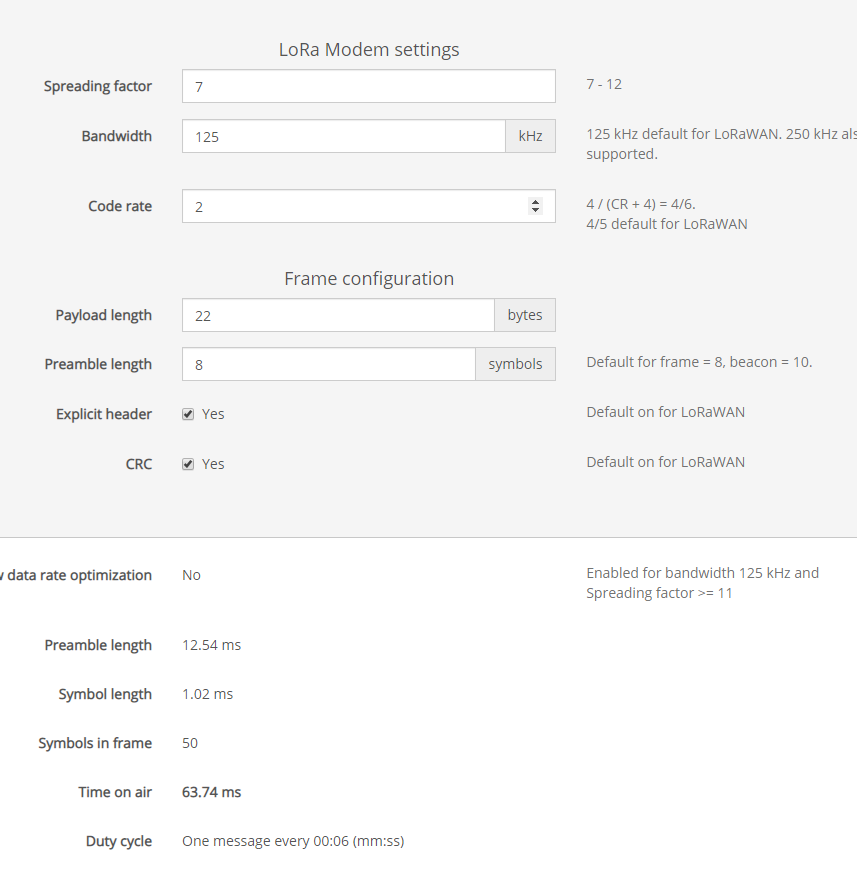 LoRa Modem settings
Spreading factor 7 7 - 12
Bandwidth 125 kHz 125 kHz default for LoRaWAN. 250 kHz
supported.
Code rate 2 4 / (CR + 4) = 4/6.
4/5 default for LoRaWAN
Frame configuration
Payload length 22 bytes
Preamble length 8 symbols Default for frame = 8, beacon = 10.
Explicit header Yes Default on for LoRaWAN
CRC Yes Default on for LoRaWAN
data rate optimization No Enabled for bandwidth 125 kHz and
Spreading factor >= 11
Preamble length 12.54 ms
Symbol length 1.02 ms
Symbols in frame 50
Time on air 63.74 ms
Duty cycle One message every 00:06 (mm:ss)